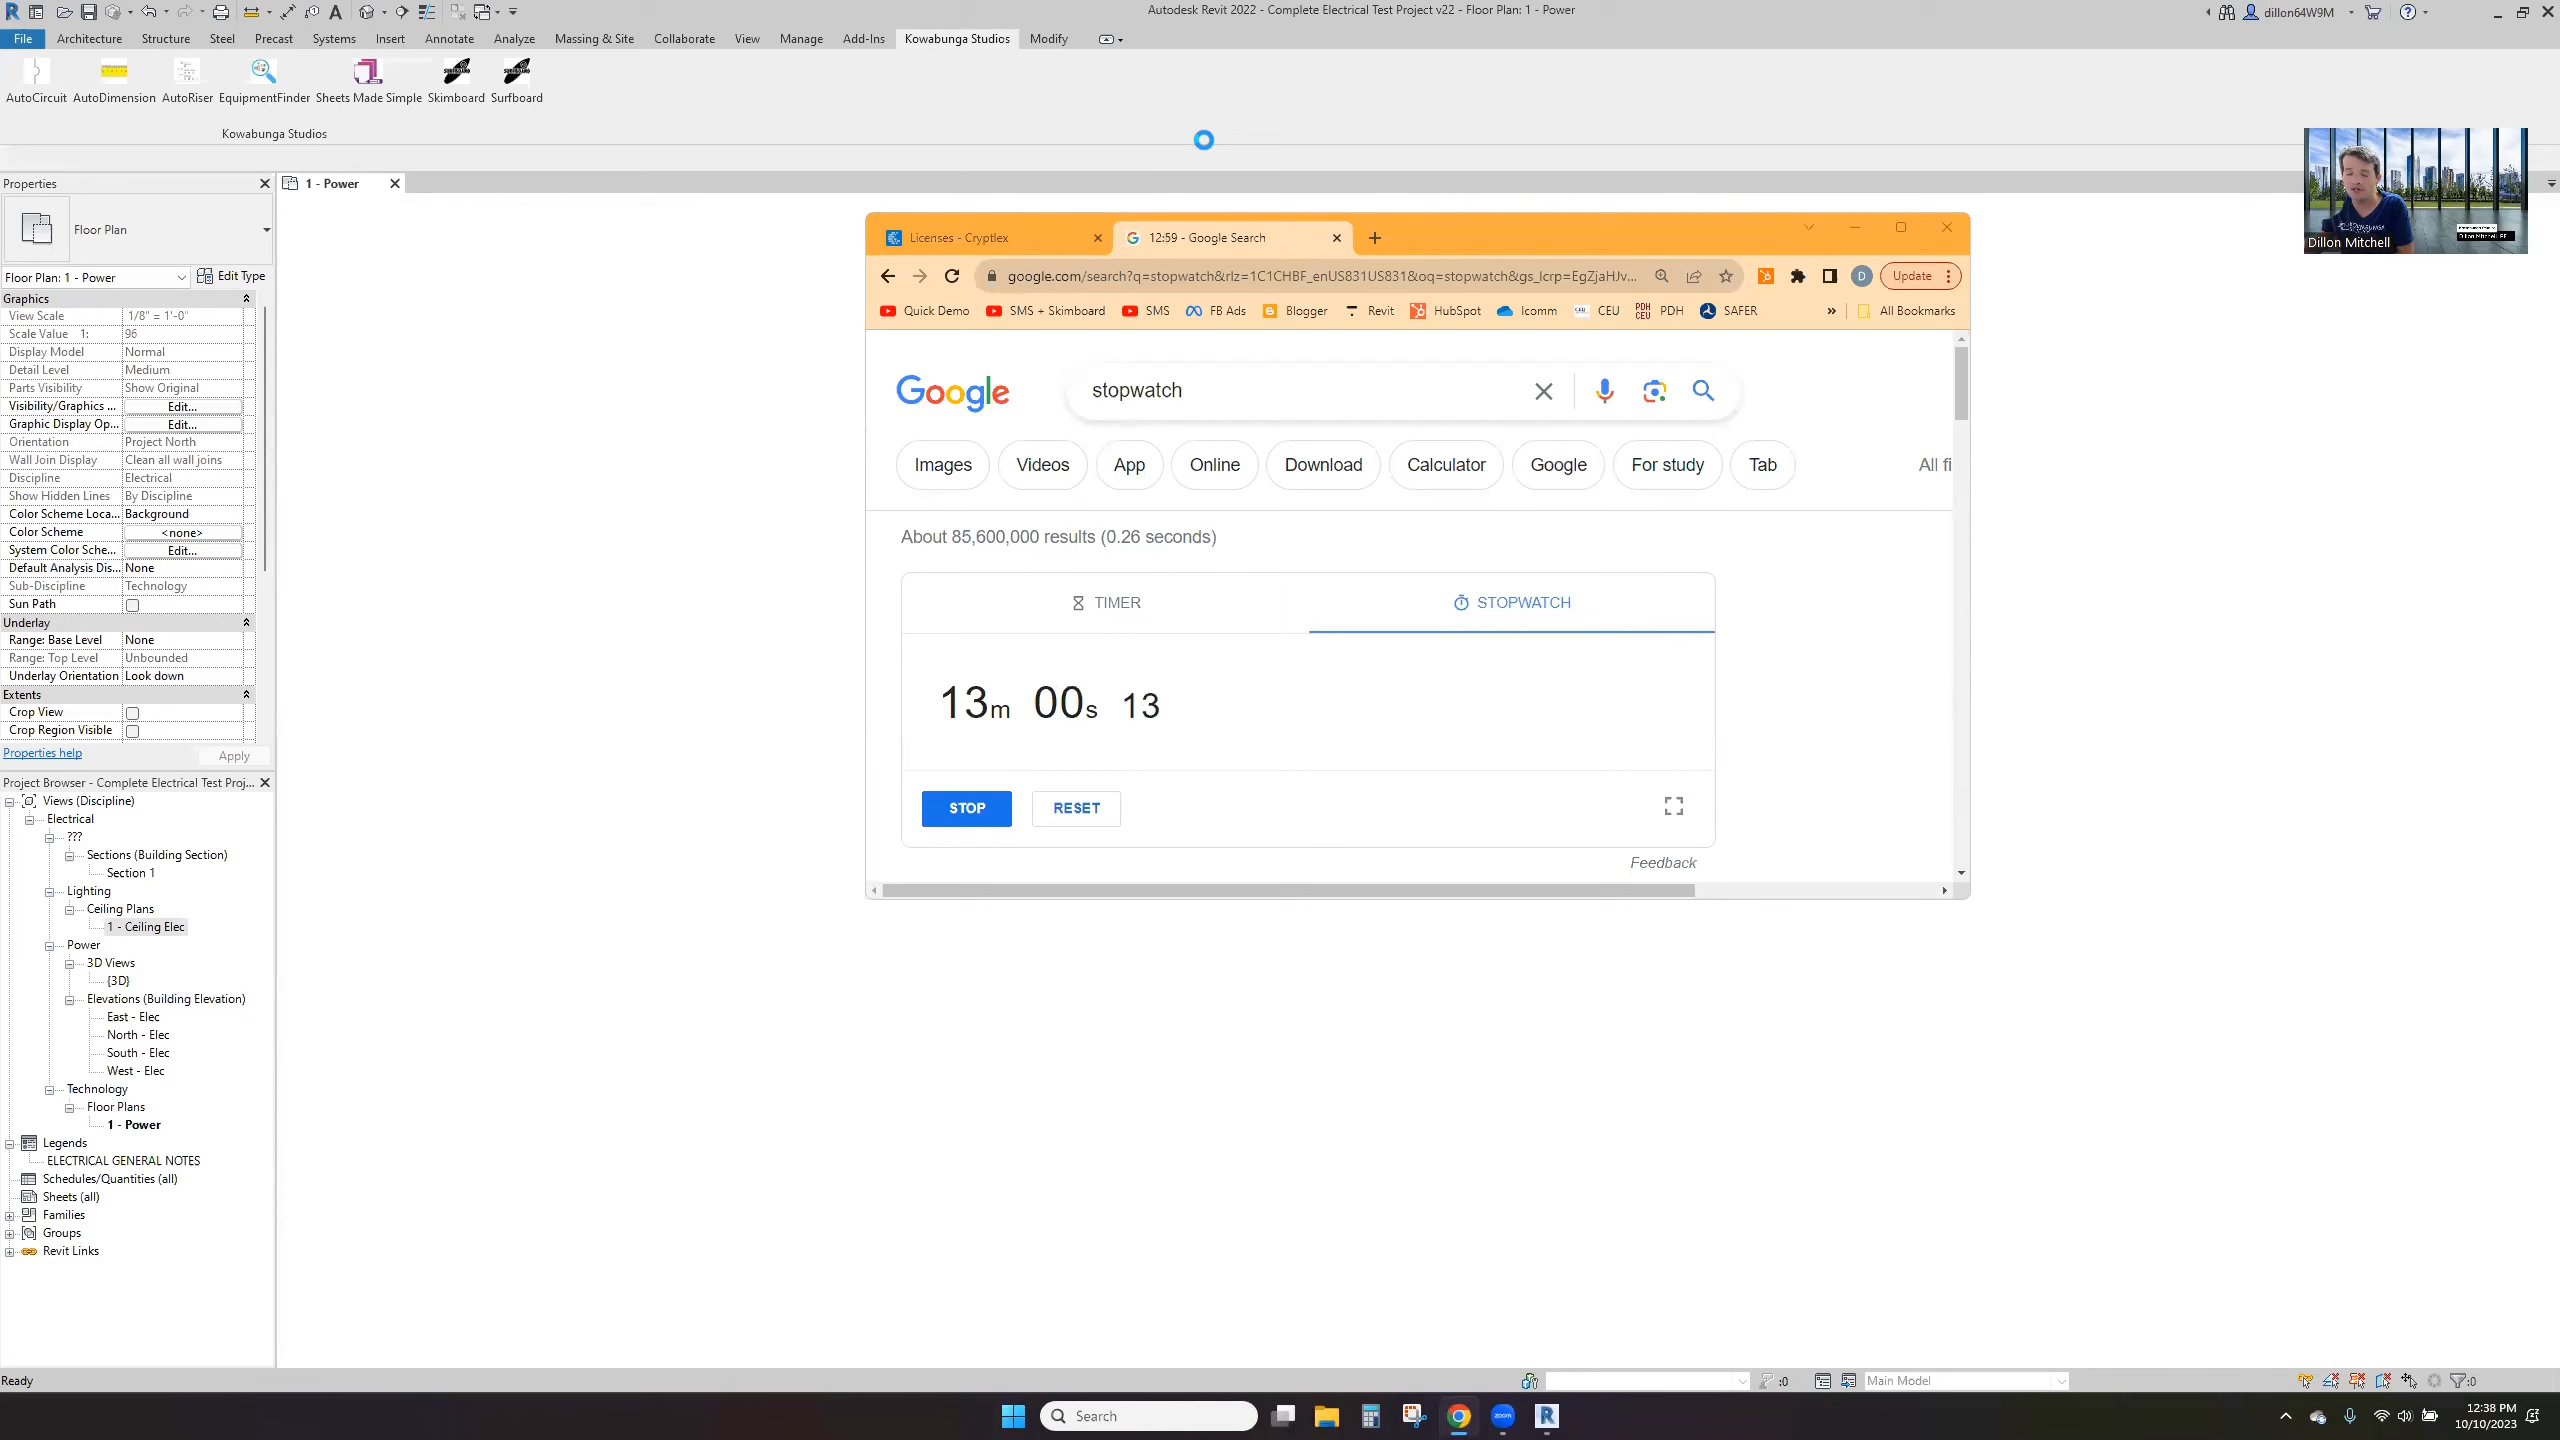 Autodesk Revit 2022 - Complete Electrical Test Project v22 - Floor Plan: 1 - Power
dillon64W9M
File Architecture Structure Steel Precast Systems Insert Annotate Analyze Massing & Site Collaborate View Manage Add-Ins Kowabunga Studios Modify
AutoCircuit AutoDimension AutoRiser EquipmentFinder Sheets Made Simple Skimboard Surfboard
Kowabunga Studios
Dillon Mitchell
Properties
1 - Power
Floor Plan
Floor Plan: 1 - Power Edit Type
Graphics
View Scale 1/8" = 1'-0"
Scale Value 1: 96
Display Model Normal
Detail Level Medium
Parts Visibility Show Original
Visibility/Graphics ... Edit...
Graphic Display Op... Edit...
Orientation Project North
Wall Join Display Clean all wall joins
Discipline Electrical
Show Hidden Lines By Discipline
Color Scheme Loca... Background
Color Scheme <none>
System Color Sche... Edit...
Default Analysis Dis... None
Sub-Discipline Technology
Sun Path
Underlay
Range: Base Level None
Range: Top Level Unbounded
Underlay Orientation Look down
Extents
Crop View
Crop Region Visible
Properties help Apply
Project Browser - Complete Electrical Test Proj...
Views (Discipline)
Electrical
???
Sections (Building Section)
Section 1
Lighting
Ceiling Plans
1 - Ceiling Elec
Power
3D Views
{3D}
Elevations (Building Elevation)
East - Elec
North - Elec
South - Elec
West - Elec
Technology
Floor Plans
1 - Power
Legends
ELECTRICAL GENERAL NOTES
Schedules/Quantities (all)
Sheets (all)
Families
Groups
Revit Links
Licenses - Cryptlex
12:59 - Google Search
google.com/search?q=stopwatch&rlz=1C1CHBF_enUS831US831&oq=stopwatch&gs_lcrp=EgZjaHJv...
D Update
Quick Demo SMS + Skimboard SMS FB Ads Blogger Revit HubSpot Icomm CEU PDH SAFER » All Bookmarks
Google
stopwatch
Images Videos App Online Download Calculator Google For study Tab All fi
About 85,600,000 results (0.26 seconds)
TIMER STOPWATCH
13m 00s 13
STOP RESET
Feedback
Ready
:0
Main Model
:0
Search
zoom
12:38 PM
10/10/2023